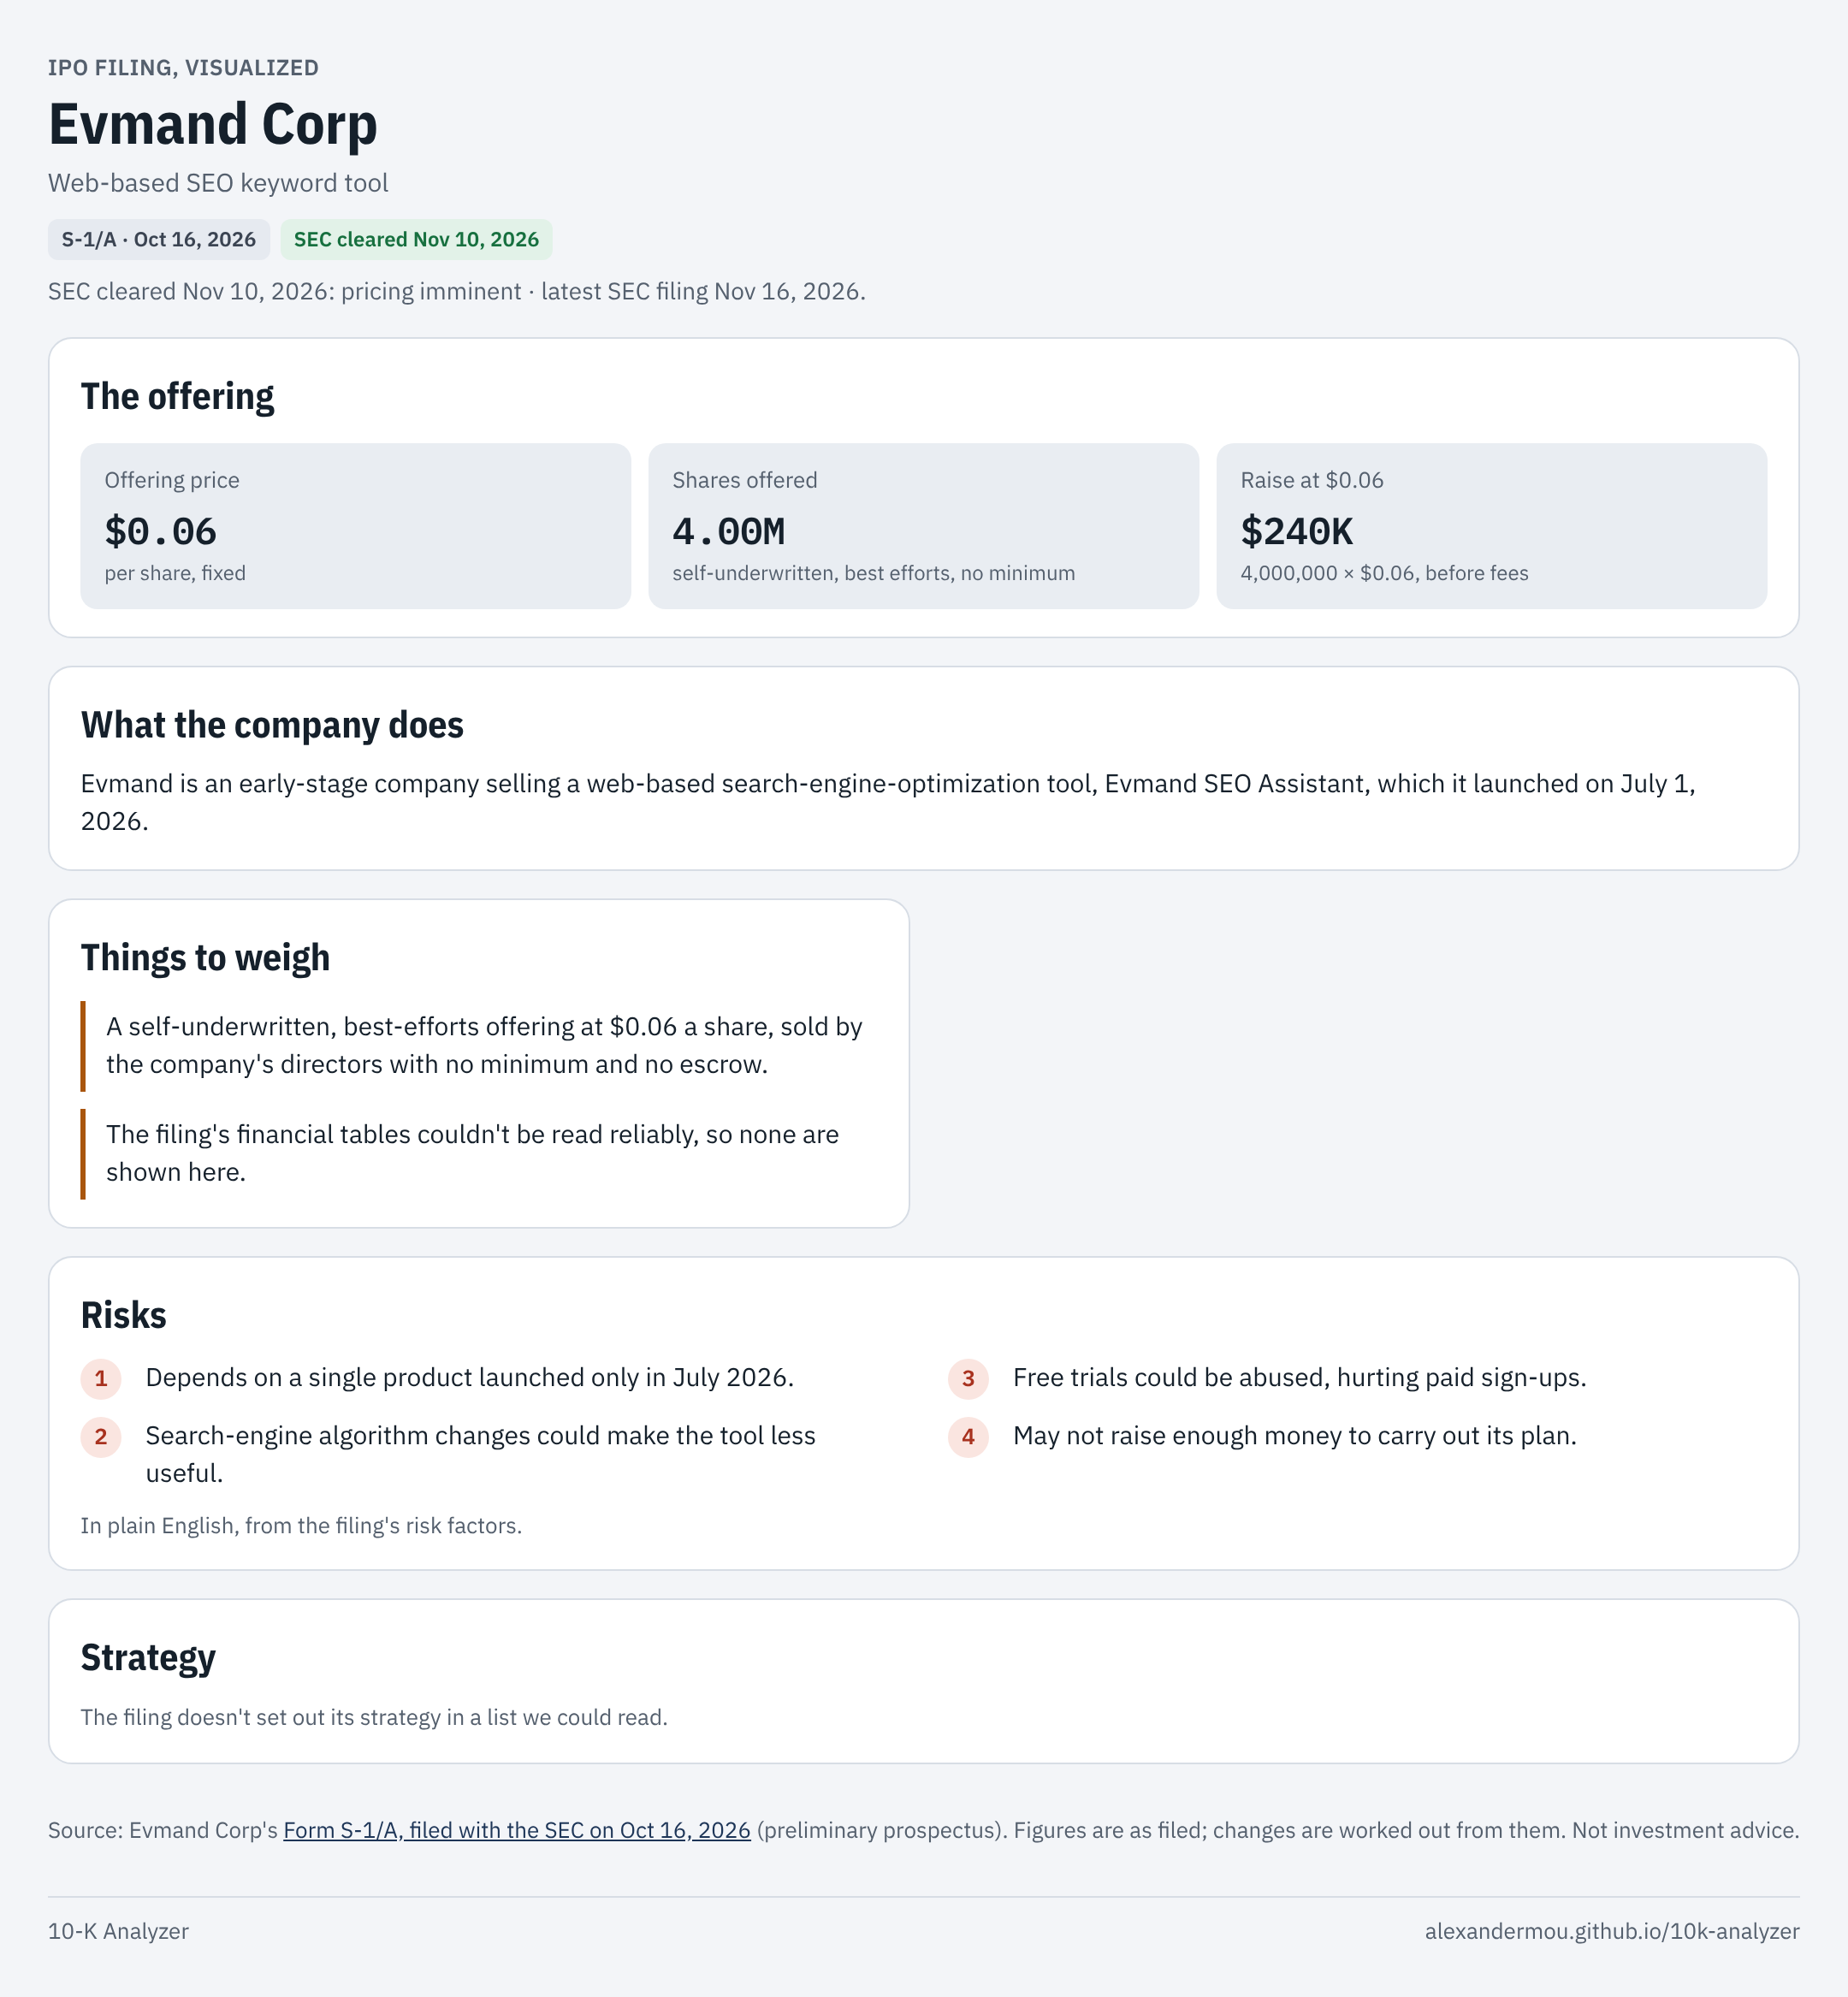 IPO FILING, VISUALIZED
Evmand Corp
Web-based SEO keyword tool
S-1/A · Oct 16, 2026
SEC cleared Nov 10, 2026
SEC cleared Nov 10, 2026: pricing imminent · latest SEC filing Nov 16, 2026.
The offering
Offering price
$0.06
per share, fixed
Shares offered
4.00M
self-underwritten, best efforts, no minimum
Raise at $0.06
$240K
4,000,000 × $0.06, before fees
What the company does
Evmand is an early-stage company selling a web-based search-engine-optimization tool, Evmand SEO Assistant, which it launched on July 1,
2026.
Things to weigh
A self-underwritten, best-efforts offering at $0.06 a share, sold by
the company's directors with no minimum and no escrow.
The filing's financial tables couldn't be read reliably, so none are
shown here.
Risks
1 Depends on a single product launched only in July 2026.
2 Search-engine algorithm changes could make the tool less
useful.
3 Free trials could be abused, hurting paid sign-ups.
4 May not raise enough money to carry out its plan.
In plain English, from the filing's risk factors.
Strategy
The filing doesn't set out its strategy in a list we could read.
Source: Evmand Corp's Form S-1/A, filed with the SEC on Oct 16, 2026 (preliminary prospectus). Figures are as filed; changes are worked out from them. Not investment advice.
10-K Analyzer
alexandermou.github.io/10k-analyzer